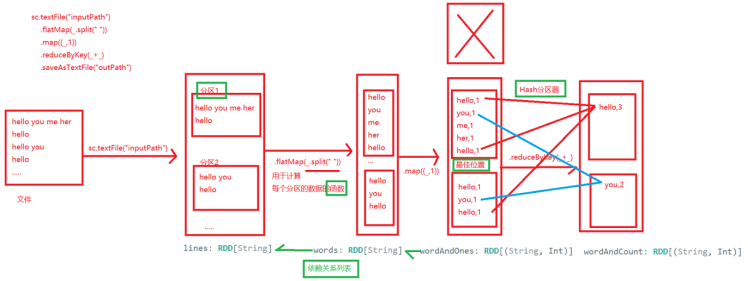 sc.textFile("inputPath")
.flatMap(_.split(" "))
.map((_,1))
.reduceByKey(_+_)
.saveAsTextFile("outPath")
hello you me her
hello
hello you
hello
.....
文件
sc.textFile("inputPath")
分区1
hello you me her
hello
分区2
hello you
hello
.....
.flatMap(_.split(" "))
用于计算
每个分区的数据的函数
hello
you
me
her
hello
...
hello
you
hello
.map((_,1))
hello,1
you,1
me,1
her,1
hello,1
最佳位置
hello,1
you,1
hello,1
Hash分区器
.reduceByKey(_+_)
hello,3
you,2
lines: RDD[String]
words: RDD[String]
wordAndOnes: RDD[(String, Int)]
wordAndCount: RDD[(String, Int)]
依赖关系列表